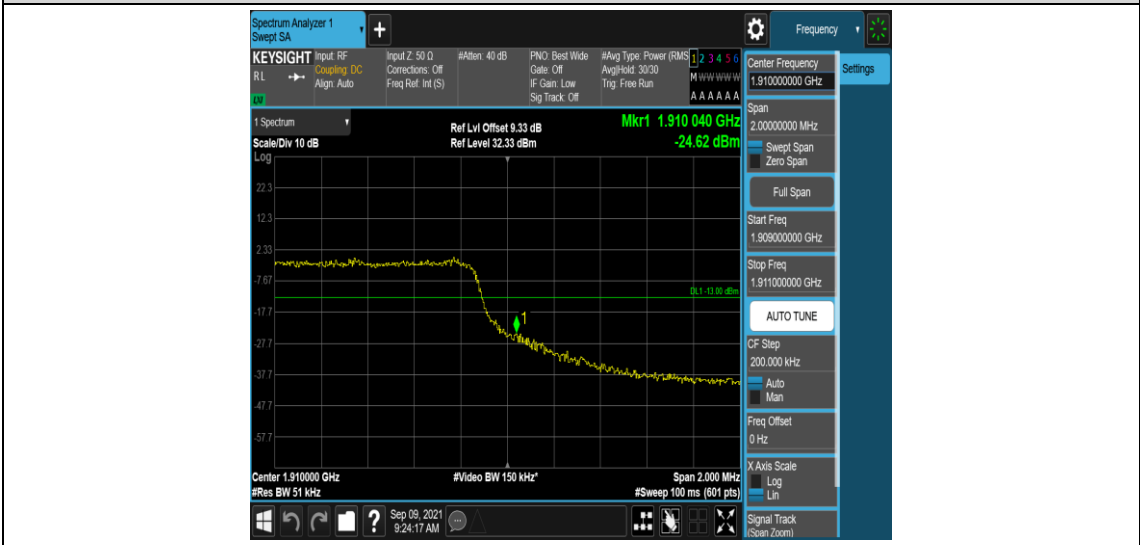 Spectrum Analyzer 1
Swept SA
+
Frequency
KEYSIGHT
RL
LXI
Input: RF
Coupling: DC
Align: Auto
Input Z: 50 Ω
Corrections: Off
Freq Ref: Int (S)
#Atten: 40 dB
PNO: Best Wide
Gate: Off
IF Gain: Low
Sig Track: Off
#Avg Type: Power (RMS
Avg|Hold: 30/30
Trig: Free Run
1 2 3 4 5 6
M W W W W W
A A A A A A
1 Spectrum
Scale/Div 10 dB
Log
Ref Lvl Offset 9.33 dB
Ref Level 32.33 dBm
Mkr1 1.910 040 GHz
-24.62 dBm
22.3
12.3
2.33
-7.67
-17.7
-27.7
-37.7
-47.7
-57.7
DL1 -13.00 dBm
1
Center 1.910000 GHz
#Res BW 51 kHz
#Video BW 150 kHz*
Span 2.000 MHz
#Sweep 100 ms (601 pts)
Sep 09, 2021
9:24:17 AM
?
Center Frequency
1.910000000 GHz
Settings
Span
2.00000000 MHz
Swept Span
Zero Span
Full Span
Start Freq
1.909000000 GHz
Stop Freq
1.911000000 GHz
AUTO TUNE
CF Step
200.000 kHz
Auto
Man
Freq Offset
0 Hz
X Axis Scale
Log
Lin
Signal Track
(Span Zoom)